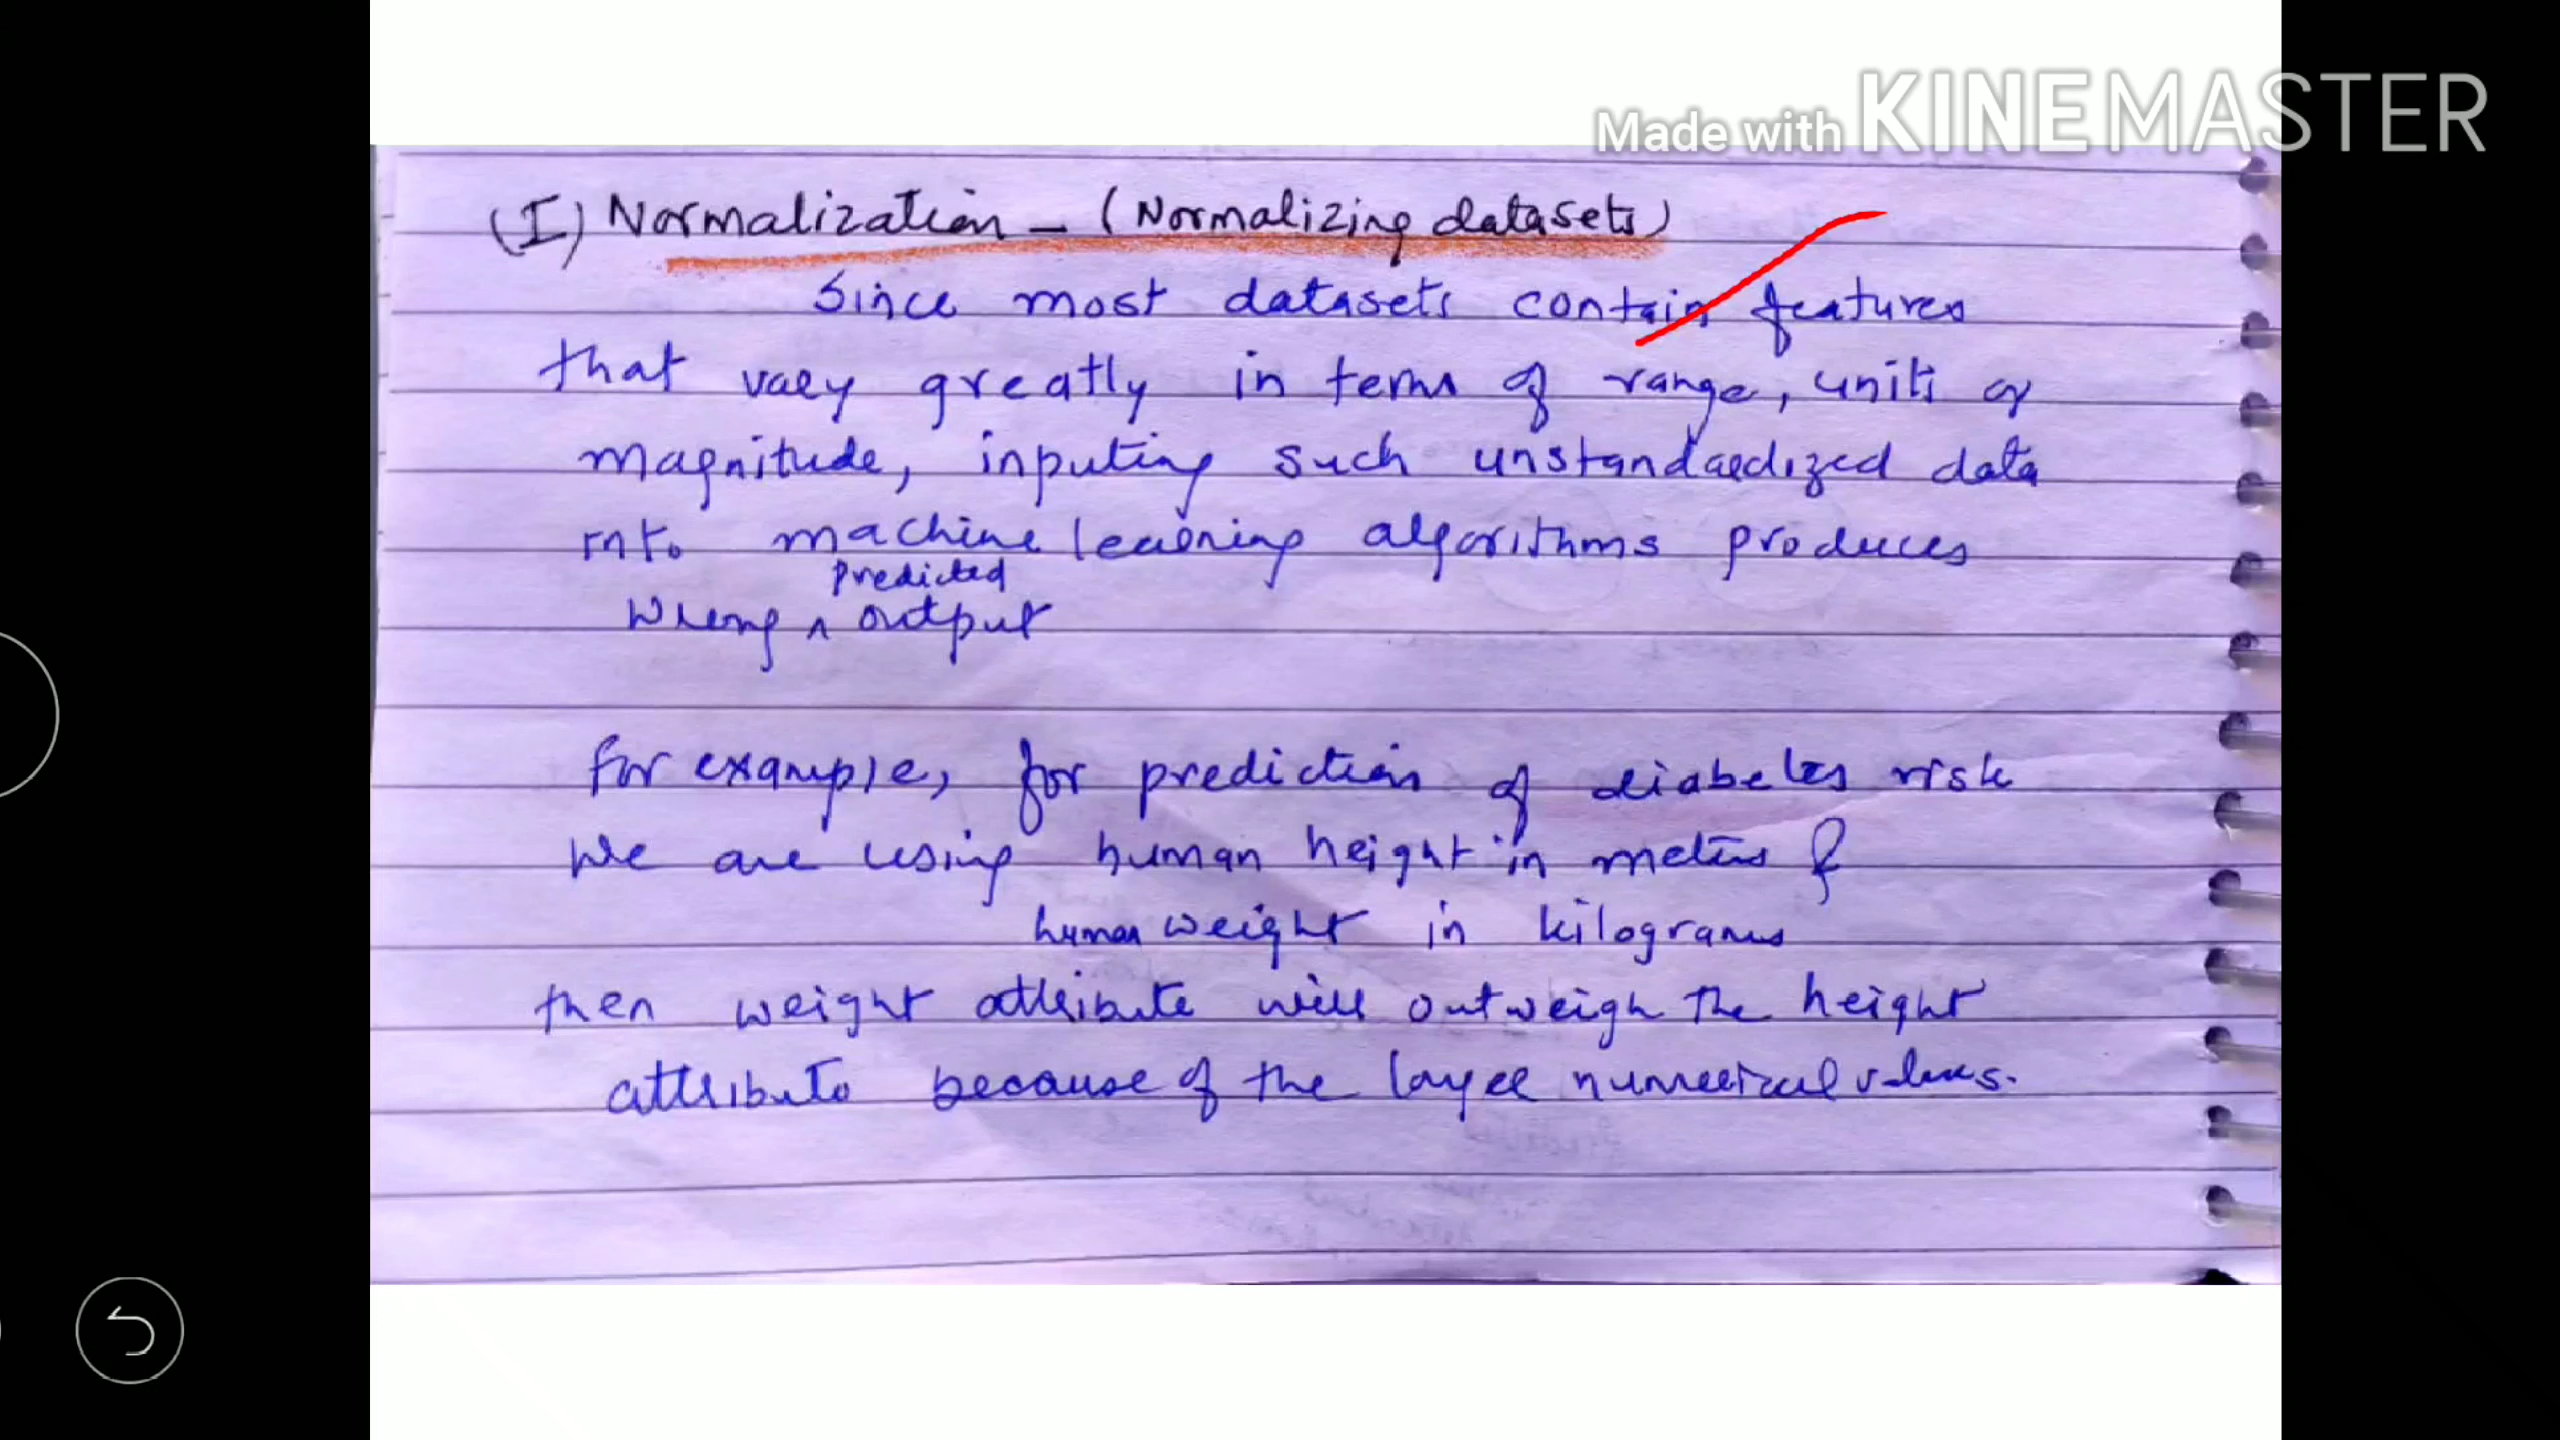 Made with KINEMASTER
(I) Normalization - (Normalizing datasets)
Since most datasets contain features
that vary greatly in terms of range, units or
magnitude, inputing such unstandardized data
into machine learning algorithms produces
predicted
wrong ^ output
for example, for prediction of diabetes risk
We are using human height in meters &
human weight in kilograms
then weight attribute will outweigh the height
attribute because of the larger numerical values.